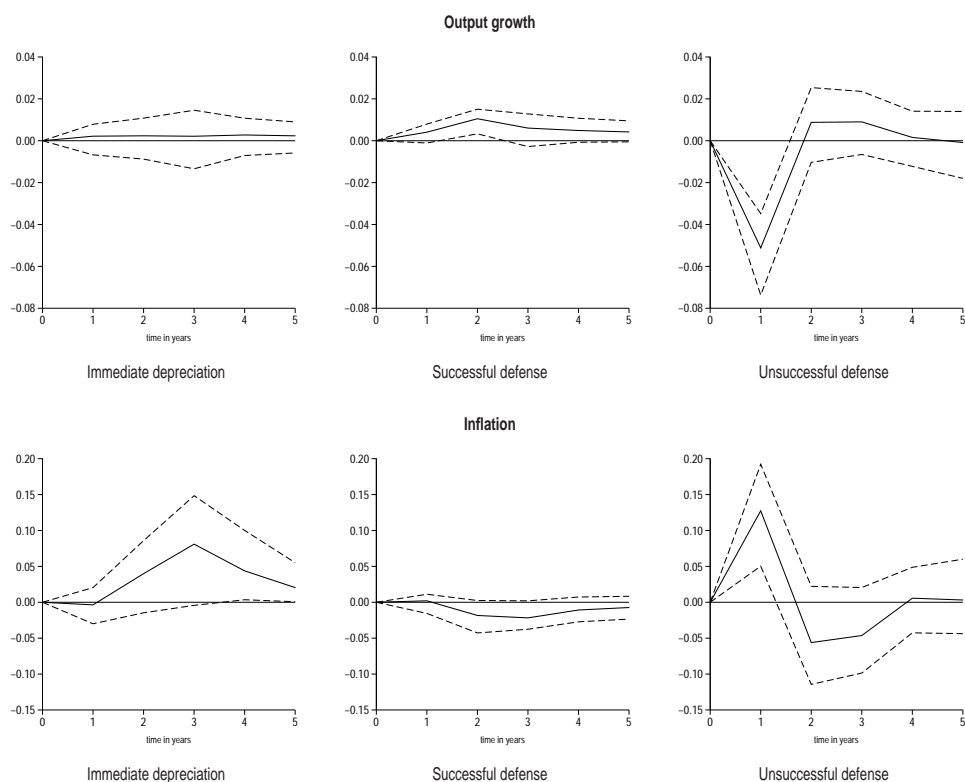 Output growth
0.04
0.02
0.00
–0.02
–0.04
–0.06
–0.08
0 1 2 3 4 5
time in years
Immediate depreciation
0.04
0.02
0.00
–0.02
–0.04
–0.06
–0.08
0 1 2 3 4 5
time in years
Successful defense
0.04
0.02
0.00
–0.02
–0.04
–0.06
–0.08
0 1 2 3 4 5
time in years
Unsuccessful defense
Inflation
0.20
0.15
0.10
0.05
0.00
–0.05
–0.10
–0.15
0 1 2 3 4 5
time in years
Immediate depreciation
0.20
0.15
0.10
0.05
0.00
–0.05
–0.10
–0.15
0 1 2 3 4 5
time in years
Successful defense
0.20
0.15
0.10
0.05
0.00
–0.05
–0.10
–0.15
0 1 2 3 4 5
time in years
Unsuccessful defense